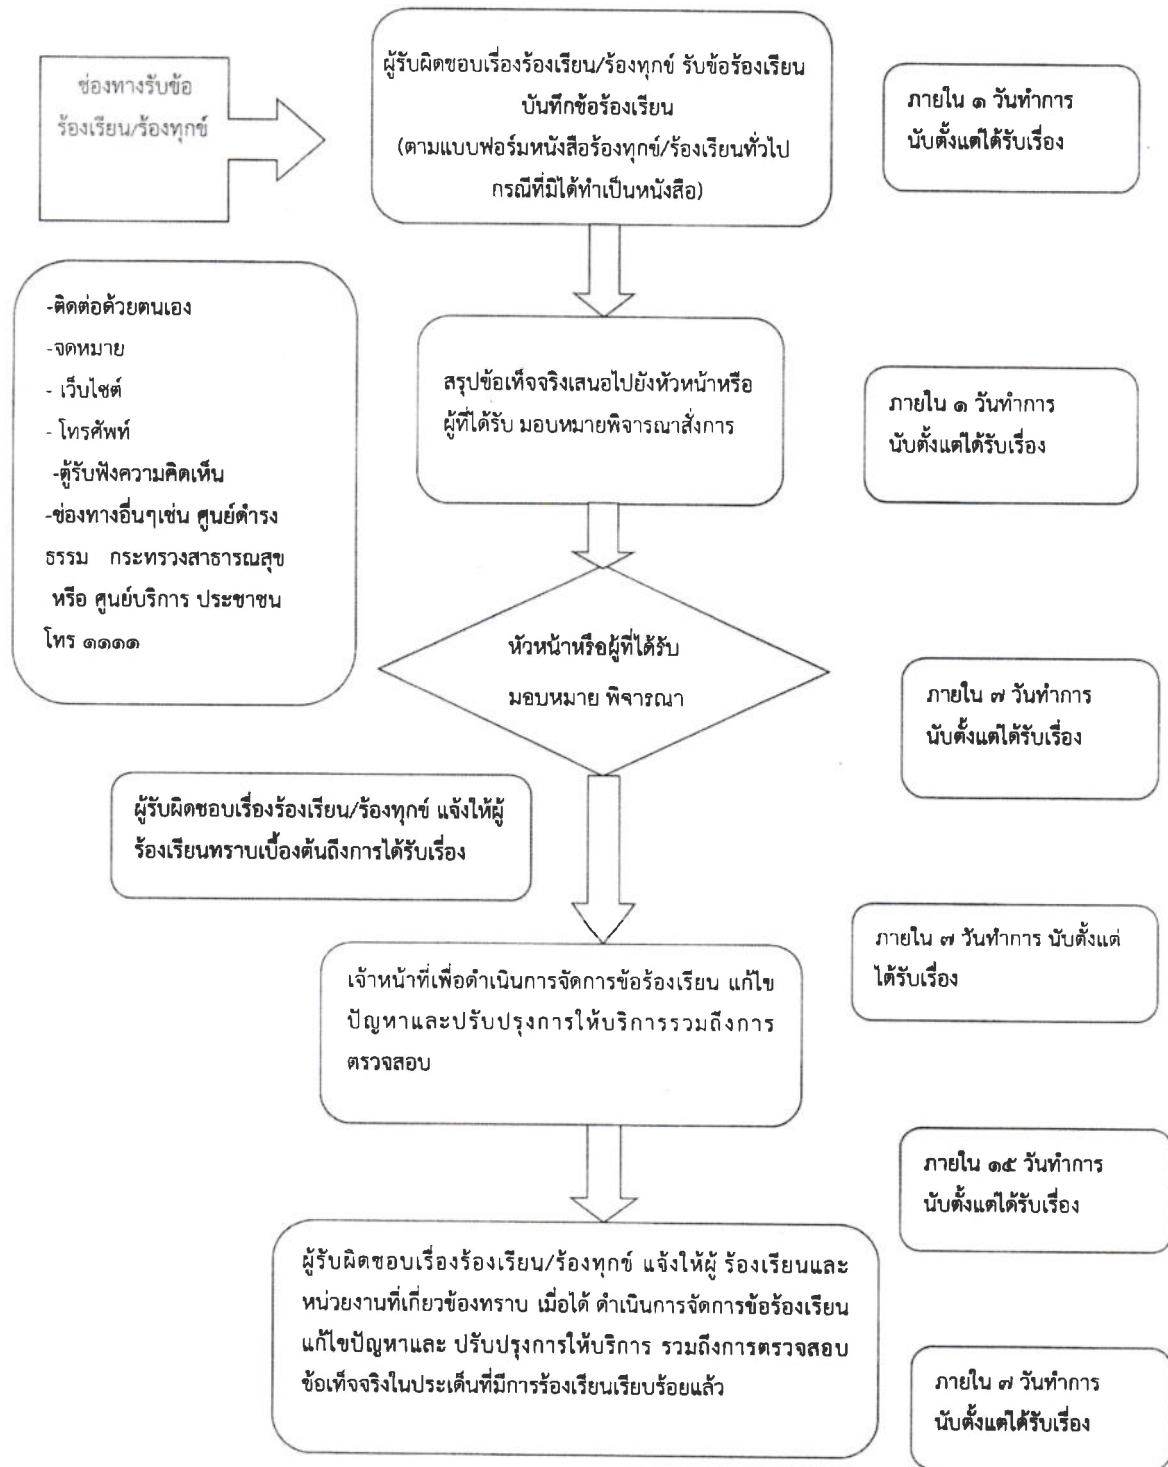 ช่องทางรับข้อ
ร้องเรียน/ร้องทุกข์
ผู้รับผิดชอบเรื่องร้องเรียน/ร้องทุกข์ รับข้อร้องเรียน
บันทึกข้อร้องเรียน
(ตามแบบฟอร์มหนังสือร้องทุกข์/ร้องเรียนทั่วไป
กรณีที่มิได้ทำเป็นหนังสือ)
ภายใน ๑ วันทำการ
นับตั้งแต่ได้รับเรื่อง
-ติดต่อด้วยตนเอง
-จดหมาย
- เว็บไซต์
- โทรศัพท์
-ตู้รับฟังความคิดเห็น
-ช่องทางอื่นๆเช่น ศูนย์ดำรง
ธรรม กระทรวงสาธารณสุข
หรือ ศูนย์บริการ ประชาชน
โทร ๑๑๑๑
สรุปข้อเท็จจริงเสนอไปยังหัวหน้าหรือ
ผู้ที่ได้รับ มอบหมายพิจารณาสั่งการ
ภายใน ๑ วันทำการ
นับตั้งแต่ได้รับเรื่อง
หัวหน้าหรือผู้ที่ได้รับ
มอบหมาย พิจารณา
ภายใน ๗ วันทำการ
นับตั้งแต่ได้รับเรื่อง
ผู้รับผิดชอบเรื่องร้องเรียน/ร้องทุกข์ แจ้งให้ผู้
ร้องเรียนทราบเบื้องต้นถึงการได้รับเรื่อง
ภายใน ๗ วันทำการ นับตั้งแต่
ได้รับเรื่อง
เจ้าหน้าที่เพื่อดำเนินการจัดการข้อร้องเรียน แก้ไข
ปัญหาและปรับปรุงการให้บริการรวมถึงการ
ตรวจสอบ
ภายใน ๑๕ วันทำการ
นับตั้งแต่ได้รับเรื่อง
ผู้รับผิดชอบเรื่องร้องเรียน/ร้องทุกข์ แจ้งให้ผู้ ร้องเรียนและ
หน่วยงานที่เกี่ยวข้องทราบ เมื่อได้ ดำเนินการจัดการข้อร้องเรียน
แก้ไขปัญหาและ ปรับปรุงการให้บริการ รวมถึงการตรวจสอบ
ข้อเท็จจริงในประเด็นที่มีการร้องเรียนเรียบร้อยแล้ว
ภายใน ๗ วันทำการ
นับตั้งแต่ได้รับเรื่อง